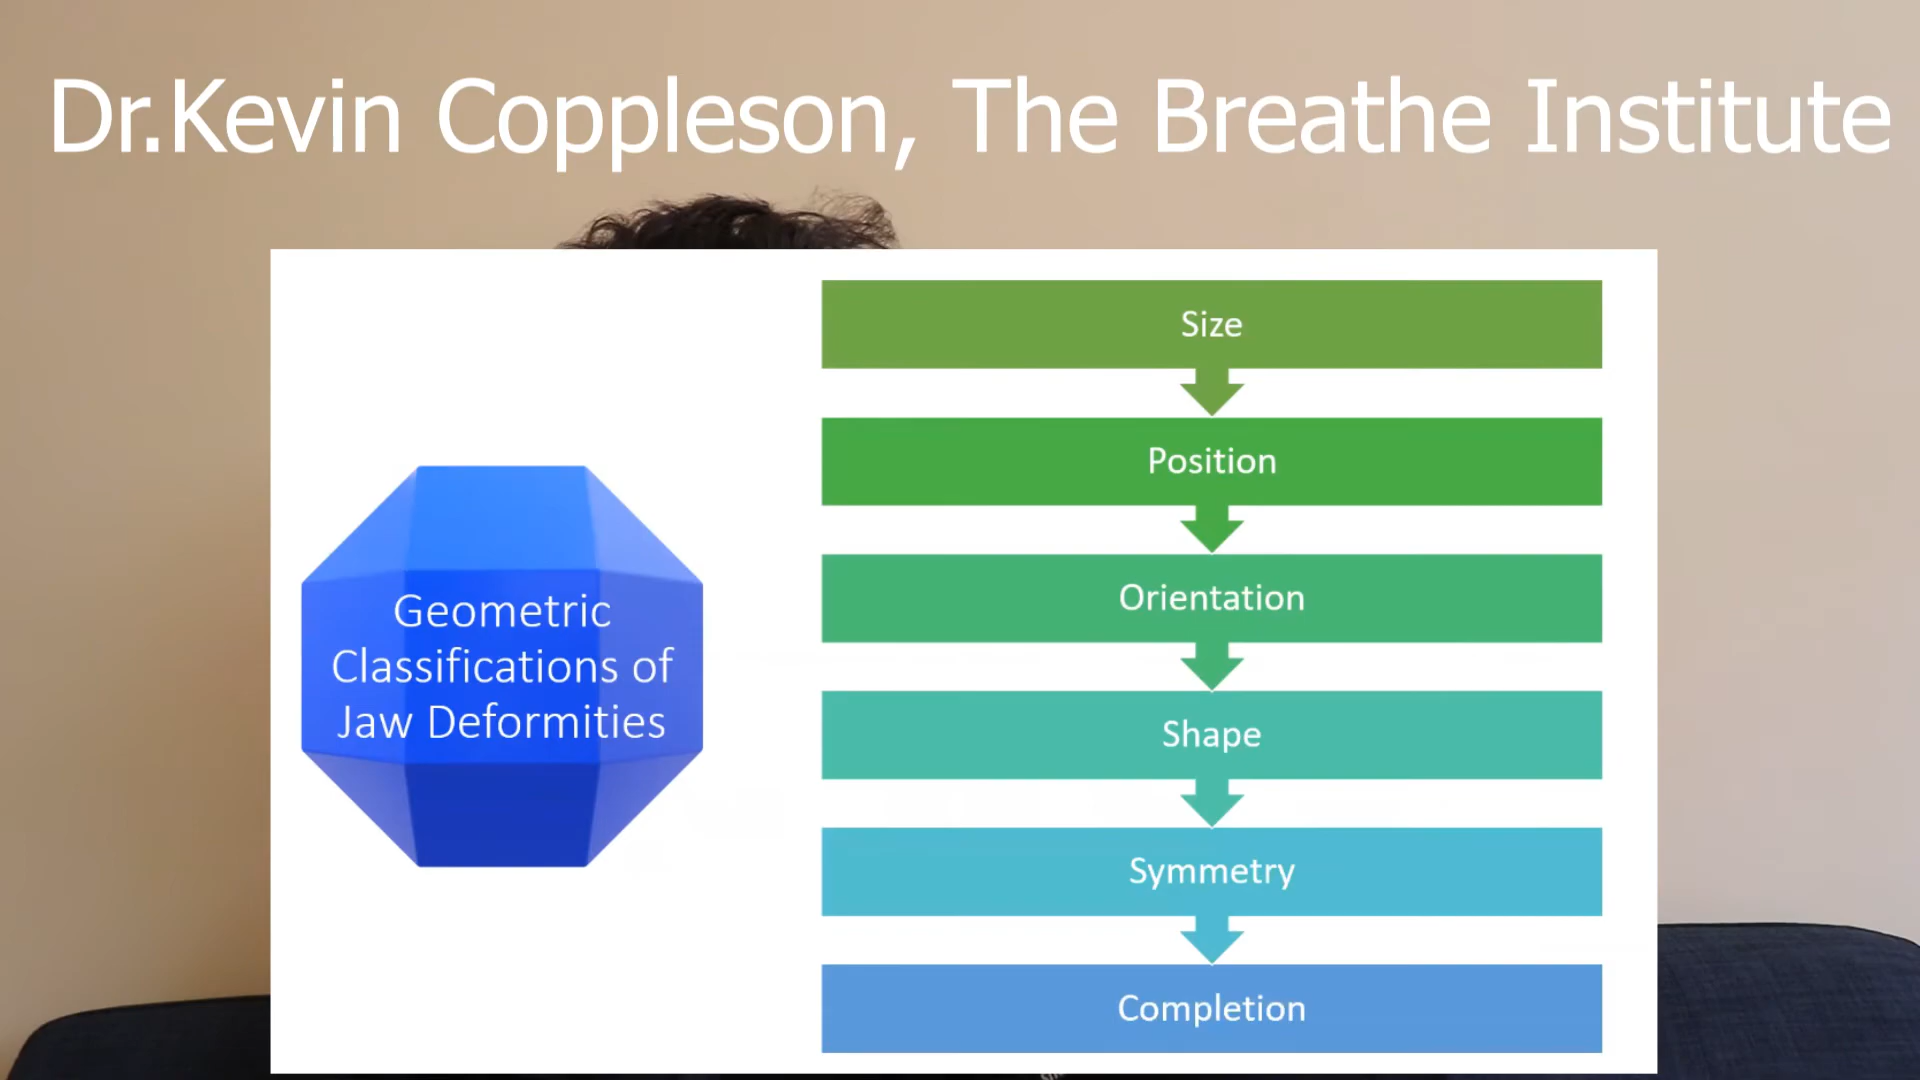 Dr.Kevin Coppleson, The Breathe Institute
Geometric
Classifications of
Jaw Deformities
Size
Position
Orientation
Shape
Symmetry
Completion